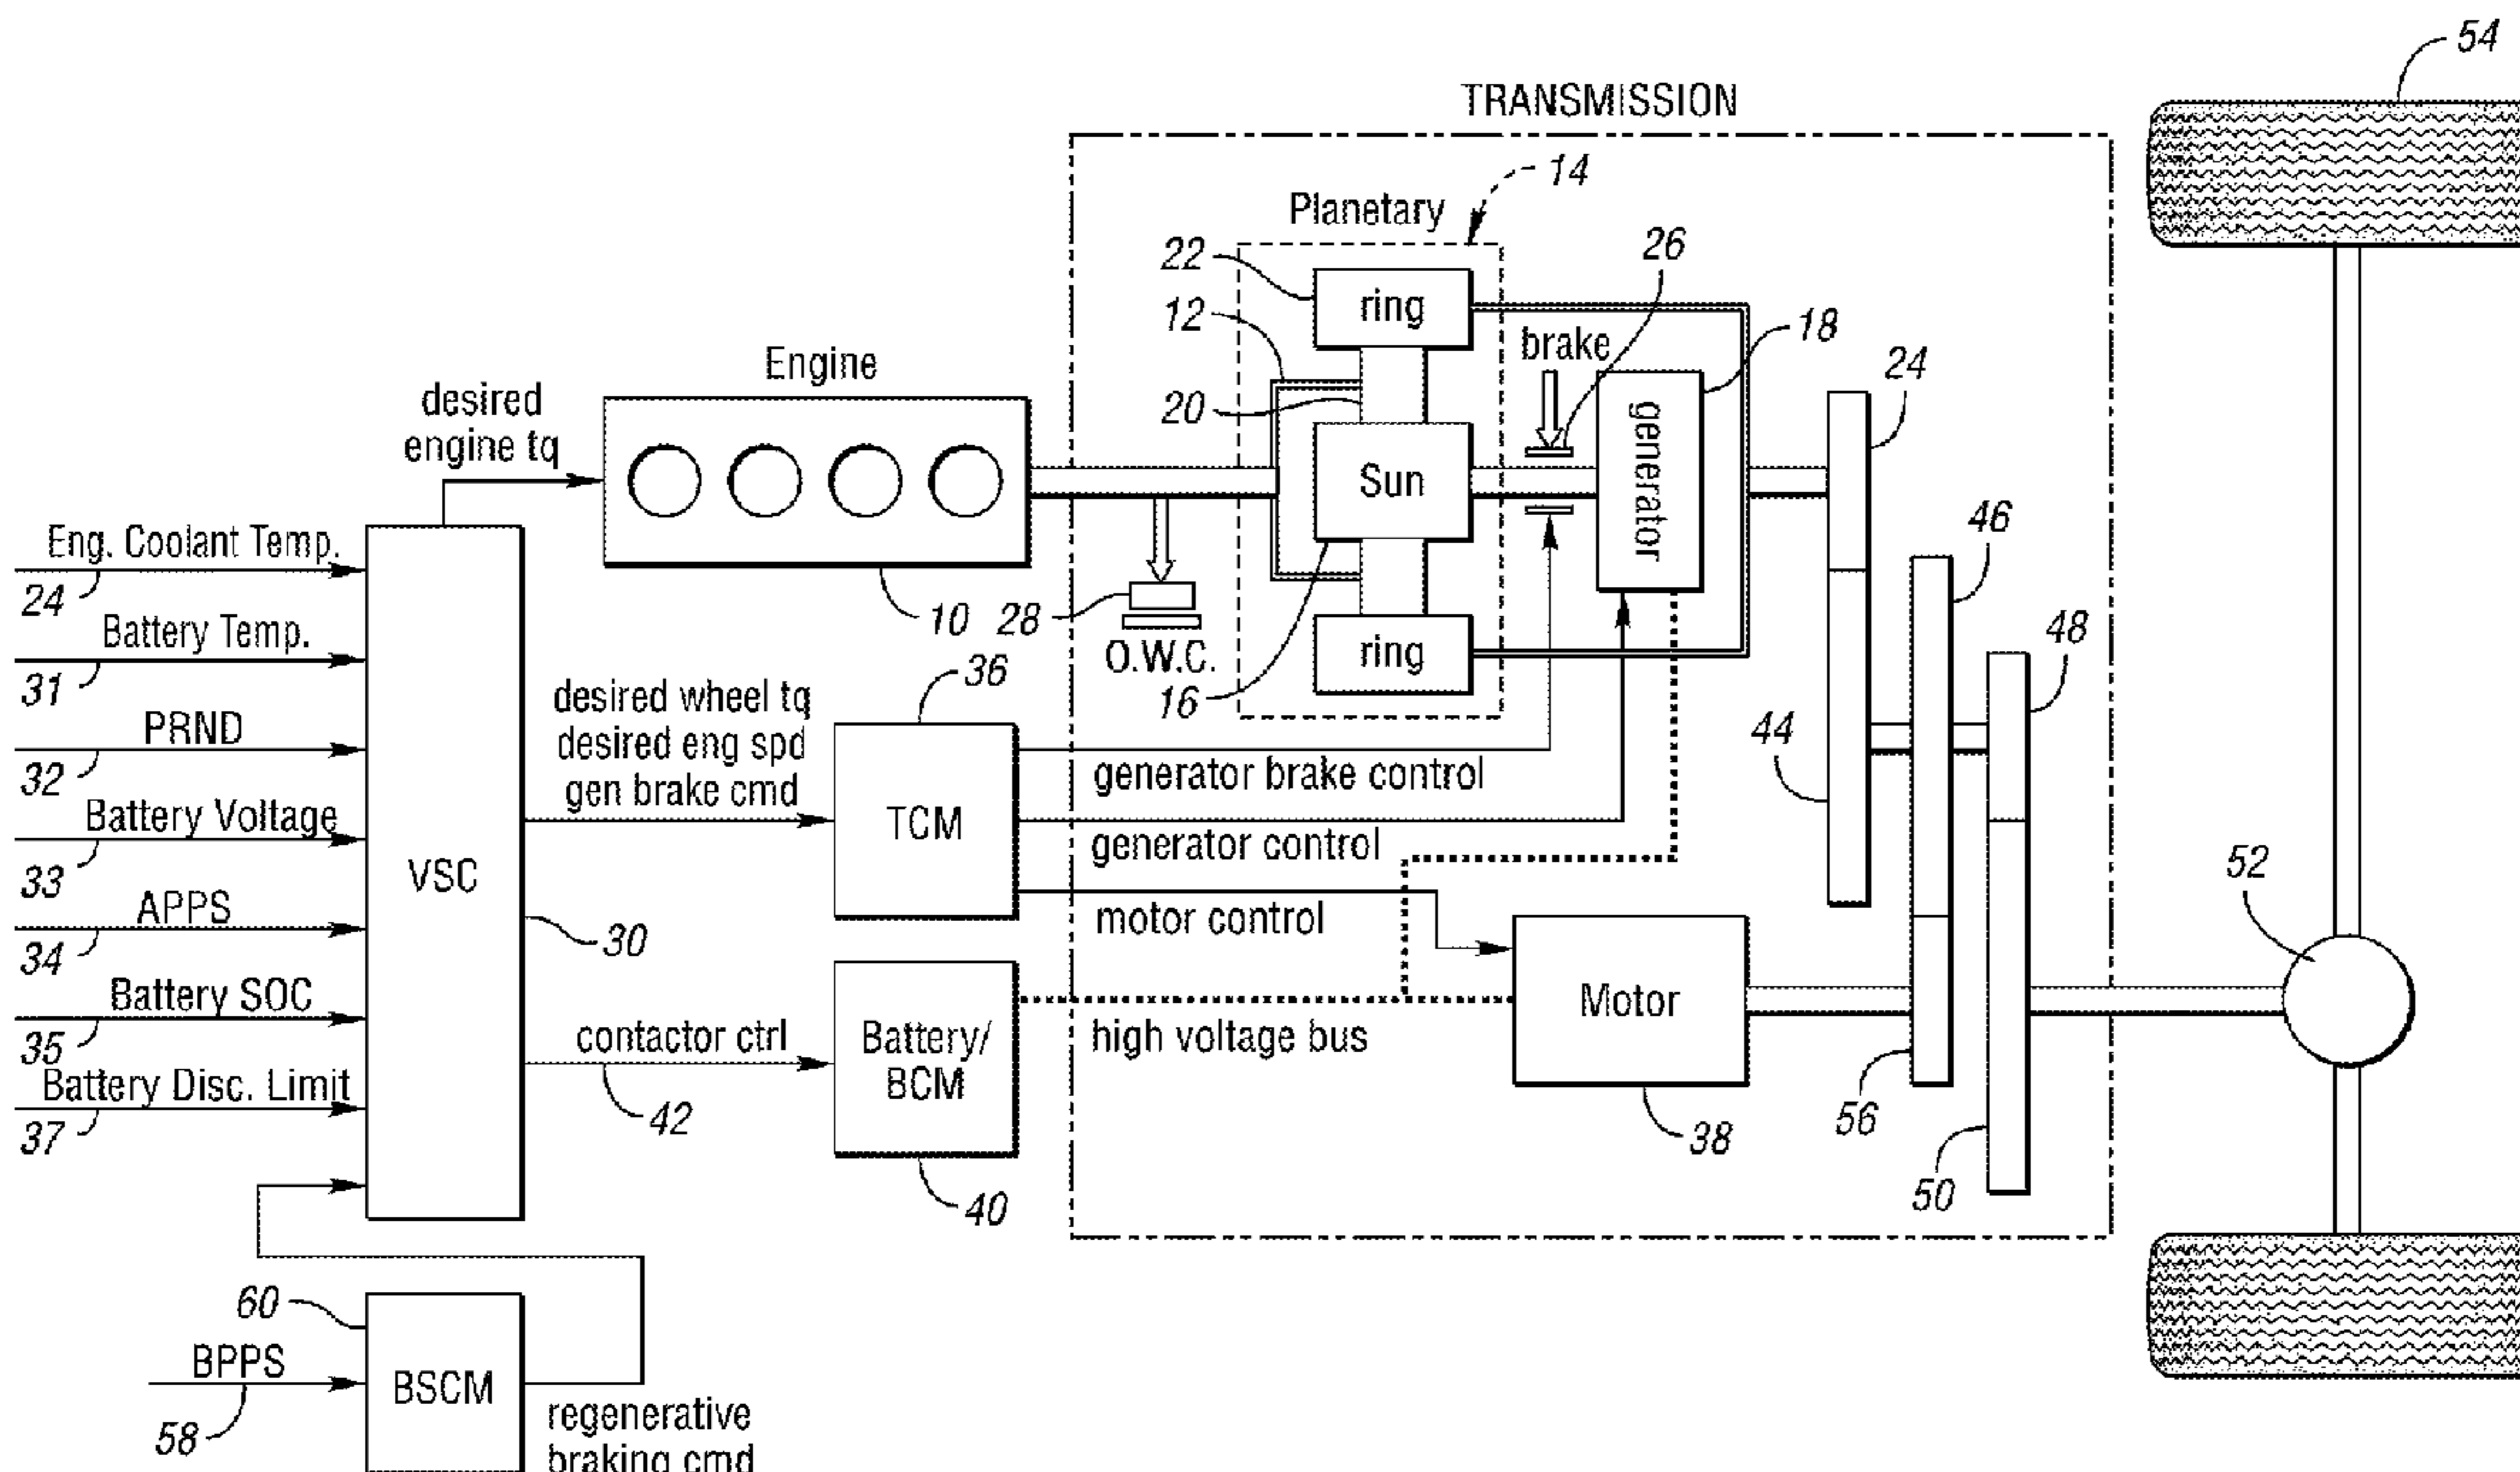 54
TRANSMISSION
14
Planetary
22
26
ring
12
brake
18
Engine
24
desired
engine tq
20
generator
Sun
46
Eng. Coolant Temp.
24
10
28
48
Battery Temp.
O.W.C.
ring
31
36
16
desired wheel tq
desired eng spd
gen brake cmd
PRND
32
44
generator brake control
Battery Voltage
TCM
generator control
33
VSC
52
APPS
motor control
34
30
Battery SOC
Motor
35
contactor ctrl
Battery/
BCM
high voltage bus
Battery Disc. Limit
37
42
56
38
50
40
60
BPPS
BSCM
58
regenerative
braking cmd